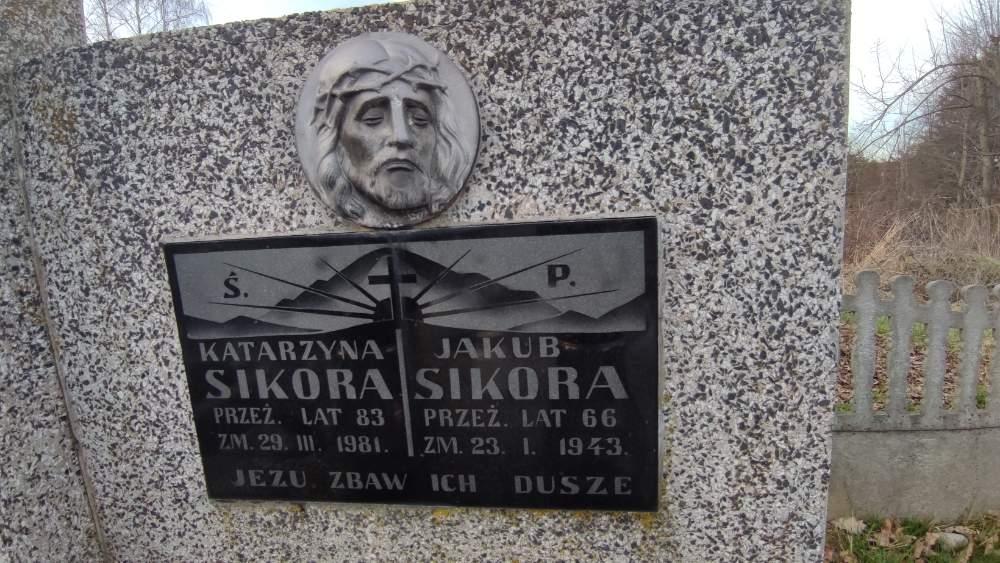 Ś. P.
KATARZYNA JAKUB
SIKORA SIKORA
PRZEŻ. LAT 83 PRZEŻ. LAT 66
ZM. 29. III. 1981. ZM. 23. I. 1943.
JEZU ZBAW ICH DUSZE